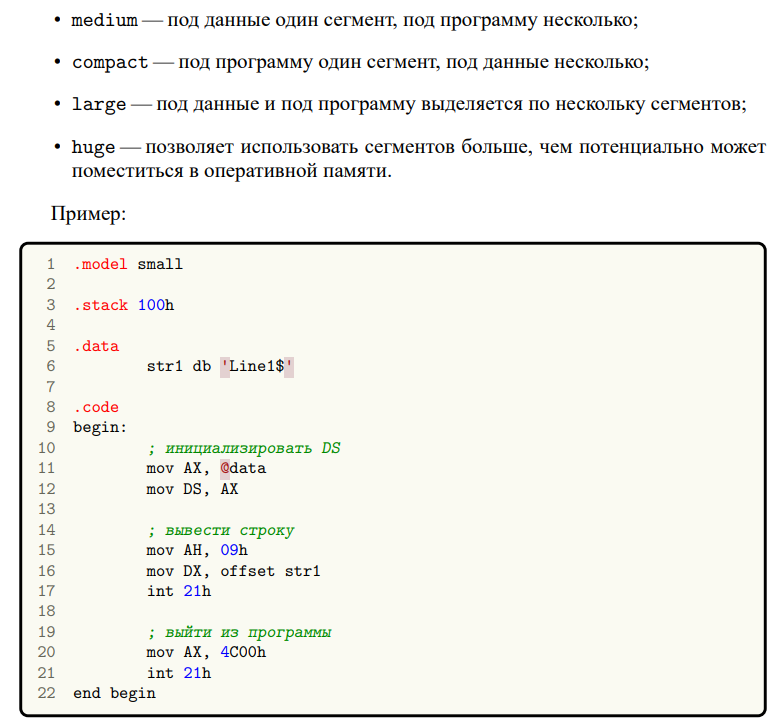 • medium — под данные один сегмент, под программу несколько;
• compact — под программу один сегмент, под данные несколько;
• large — под данные и под программу выделяется по нескольку сегментов;
• huge — позволяет использовать сегментов больше, чем потенциально может
поместиться в оперативной памяти.
Пример:
1 .model small
2
3 .stack 100h
4
5 .data
6 str1 db 'Line1$'
7
8 .code
9 begin:
10 ; инициализировать DS
11 mov AX, @data
12 mov DS, AX
13
14 ; вывести строку
15 mov AH, 09h
16 mov DX, offset str1
17 int 21h
18
19 ; выйти из программы
20 mov AX, 4C00h
21 int 21h
22 end begin